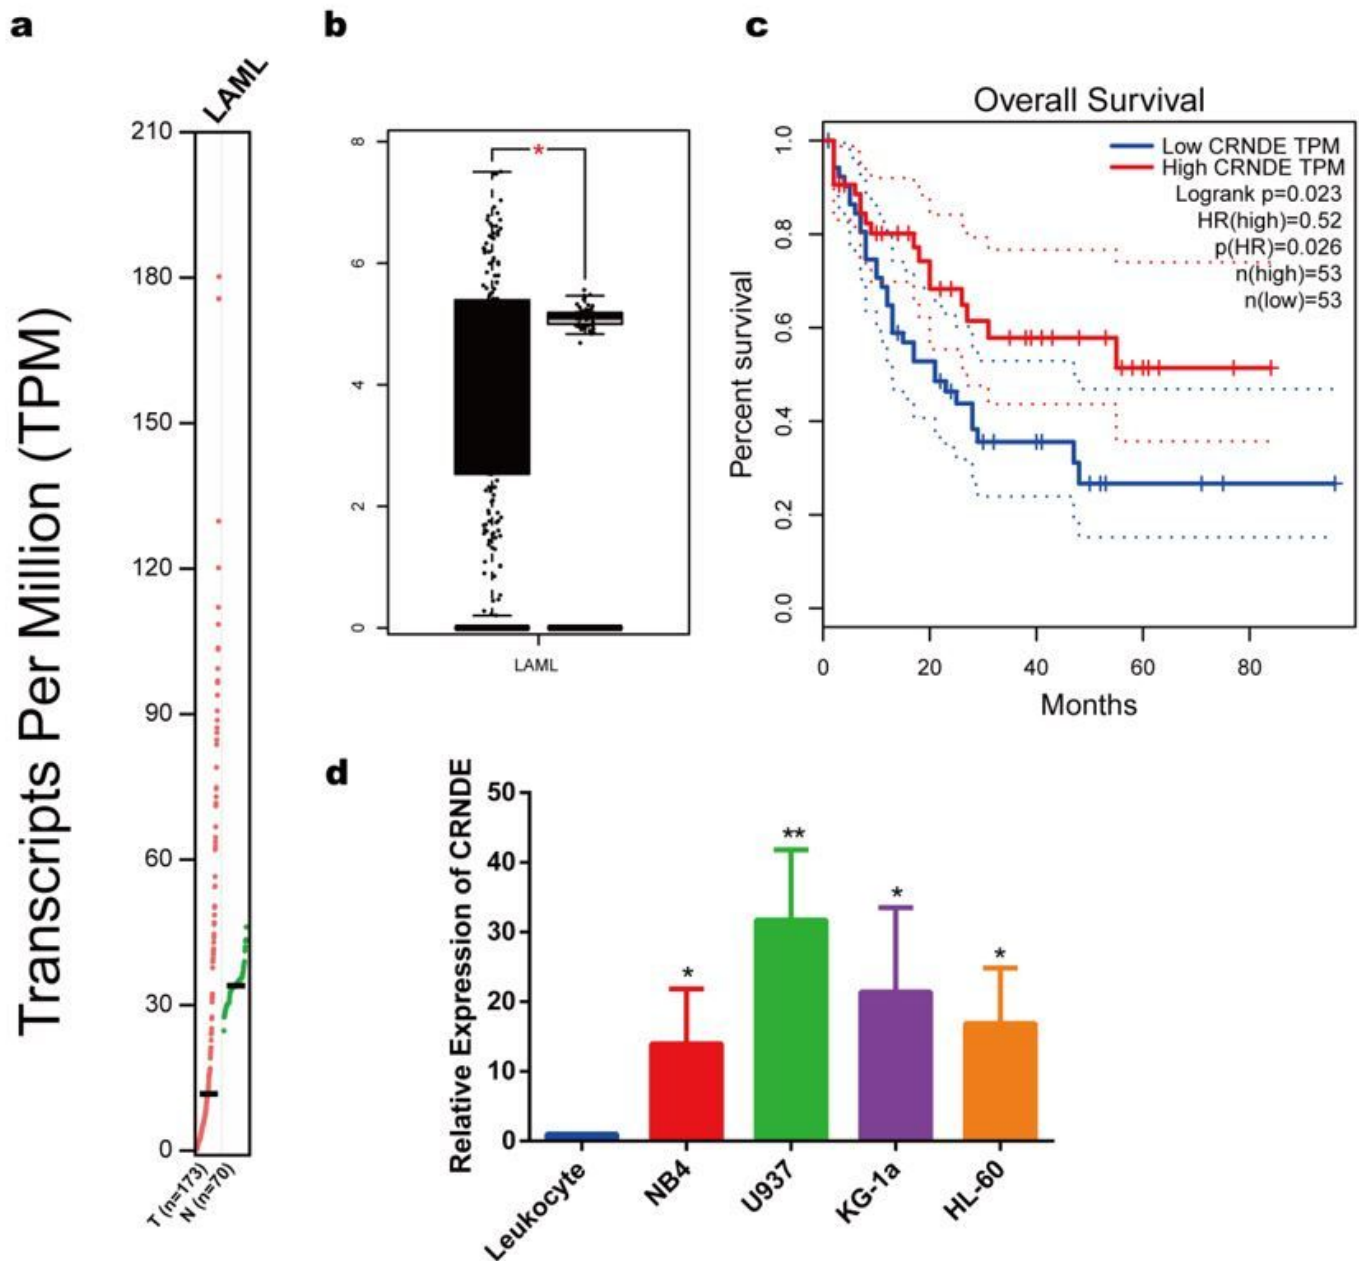 a
LAML
Transcripts Per Million (TPM)
210
180
150
120
90
60
30
0
T (n=173)
N (n=70)
b
8
6
4
2
0
*
LAML
c
Overall Survival
Low CRNDE TPM
High CRNDE TPM
Logrank p=0.023
HR(high)=0.52
p(HR)=0.026
n(high)=53
n(low)=53
Percent survival
1.0
0.8
0.6
0.4
0.2
0.0
0 20 40 60 80
Months
d
Relative Expression of CRNDE
50
40
30
20
10
0
* ** * *
Leukocyte
NB4
U937
KG-1a
HL-60